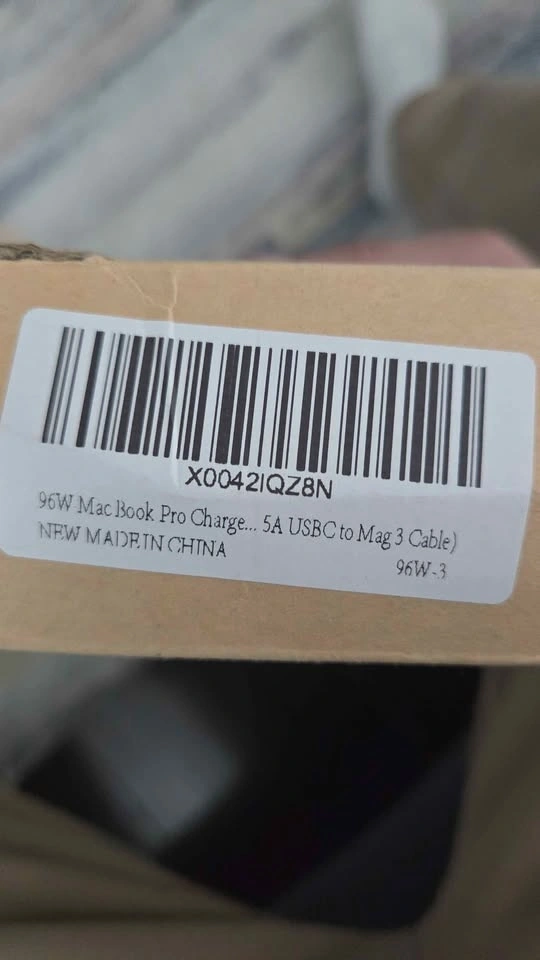 X0042IQZ8N
96W Mac Book Pro Charge... 5A USBC to Mag 3 Cable)
NEW MADE IN CHINA
96W-3